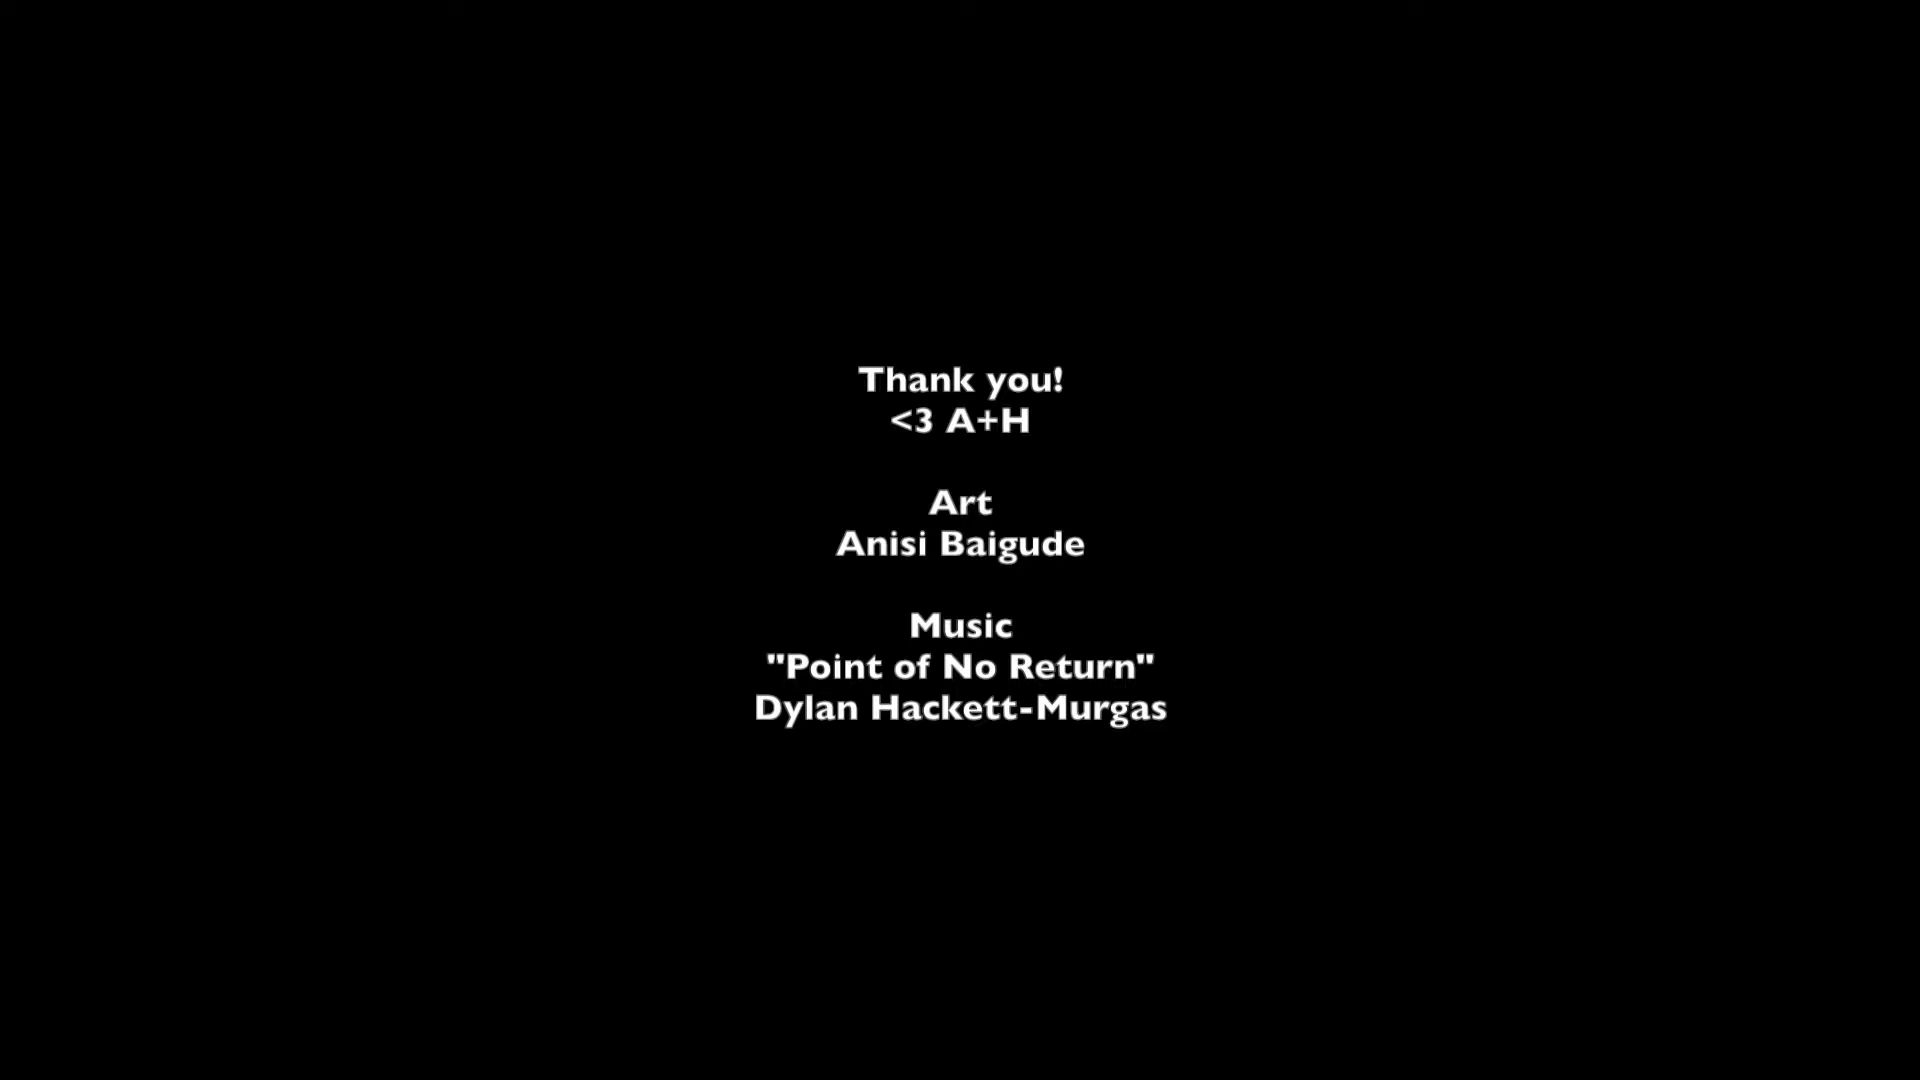 Thank you!
<3 A+H
Art
Anisi Baigude
Music
"Point of No Return"
Dylan Hackett-Murgas